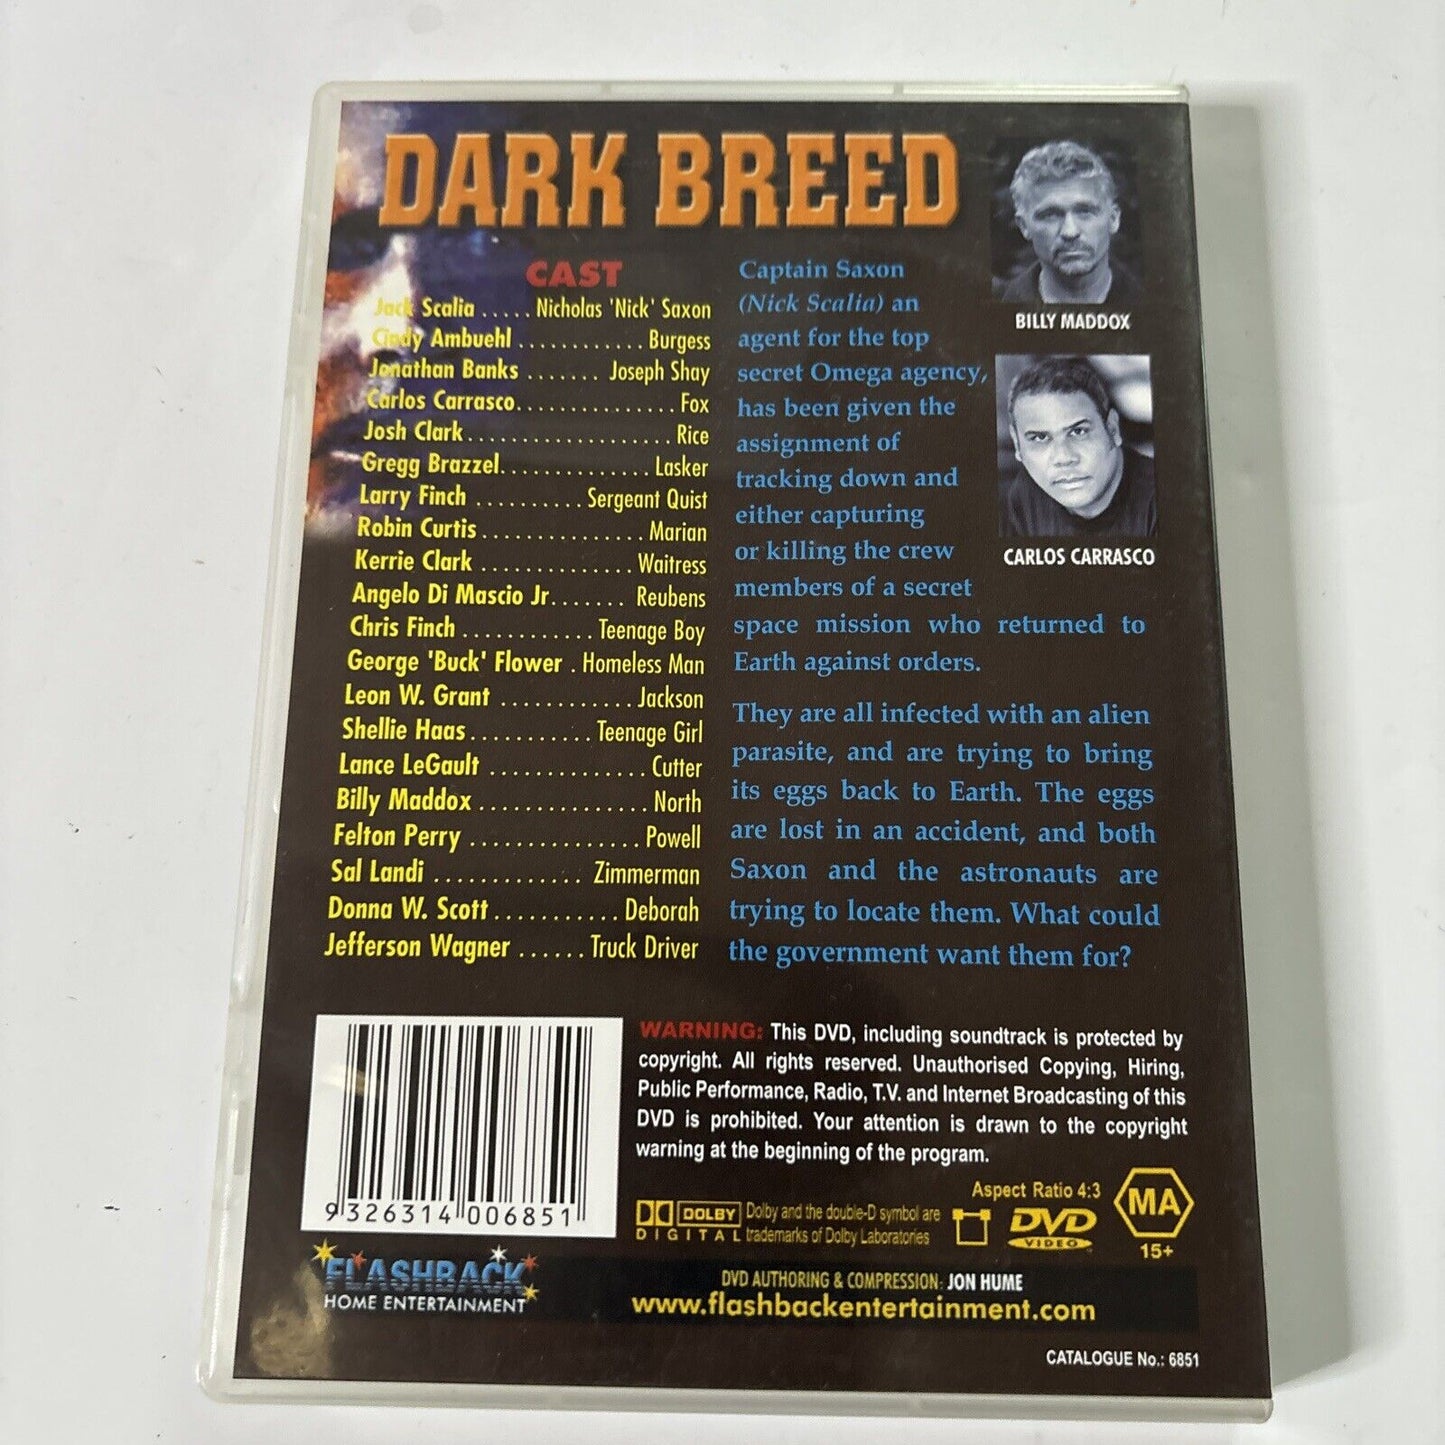 DARK BREED
CAST
Jack Scalia ..... Nicholas 'Nick' Saxon
Cindy Ambuehl ............ Burgess
Jonathan Banks ....... Joseph Shay
Carlos Carrasco............... Fox
Josh Clark.................... Rice
Gregg Brazzel.............. Lasker
Larry Finch .......... Sergeant Quist
Robin Curtis............... Marian
Kerrie Clark .............. Waitress
Angelo Di Mascio Jr....... Reubens
Chris Finch ............ Teenage Boy
George 'Buck' Flower . Homeless Man
Leon W. Grant ............ Jackson
Shellie Haas........... Teenage Girl
Lance LeGault .............. Cutter
Billy Maddox ............... North
Felton Perry ................ Powell
Sal Landi ............. Zimmerman
Donna W. Scott........... Deborah
Jefferson Wagner ...... Truck Driver
Captain Saxon
(Nick Scalia) an
agent for the top
secret Omega agency,
has been given the
assignment of
tracking down and
either capturing
or killing the crew
members of a secret
space mission who returned to
Earth against orders.
They are all infected with an alien
parasite, and are trying to bring
its eggs back to Earth. The eggs
are lost in an accident, and both
Saxon and the astronauts are
trying to locate them. What could
the government want them for?
BILLY MADDOX
CARLOS CARRASCO
WARNING: This DVD, including soundtrack is protected by
copyright. All rights reserved. Unauthorised Copying, Hiring,
Public Performance, Radio, T.V. and Internet Broadcasting of this
DVD is prohibited. Your attention is drawn to the copyright
warning at the beginning of the program.
9 326314 006851
DOLBY
DIGITAL
Dolby and the double-D symbol are
trademarks of Dolby Laboratories
Aspect Ratio 4:3
DVD
VIDEO
MA
15+
FLASHBACK
HOME ENTERTAINMENT
DVD AUTHORING & COMPRESSION: JON HUME
www.flashbackentertainment.com
CATALOGUE No.: 6851